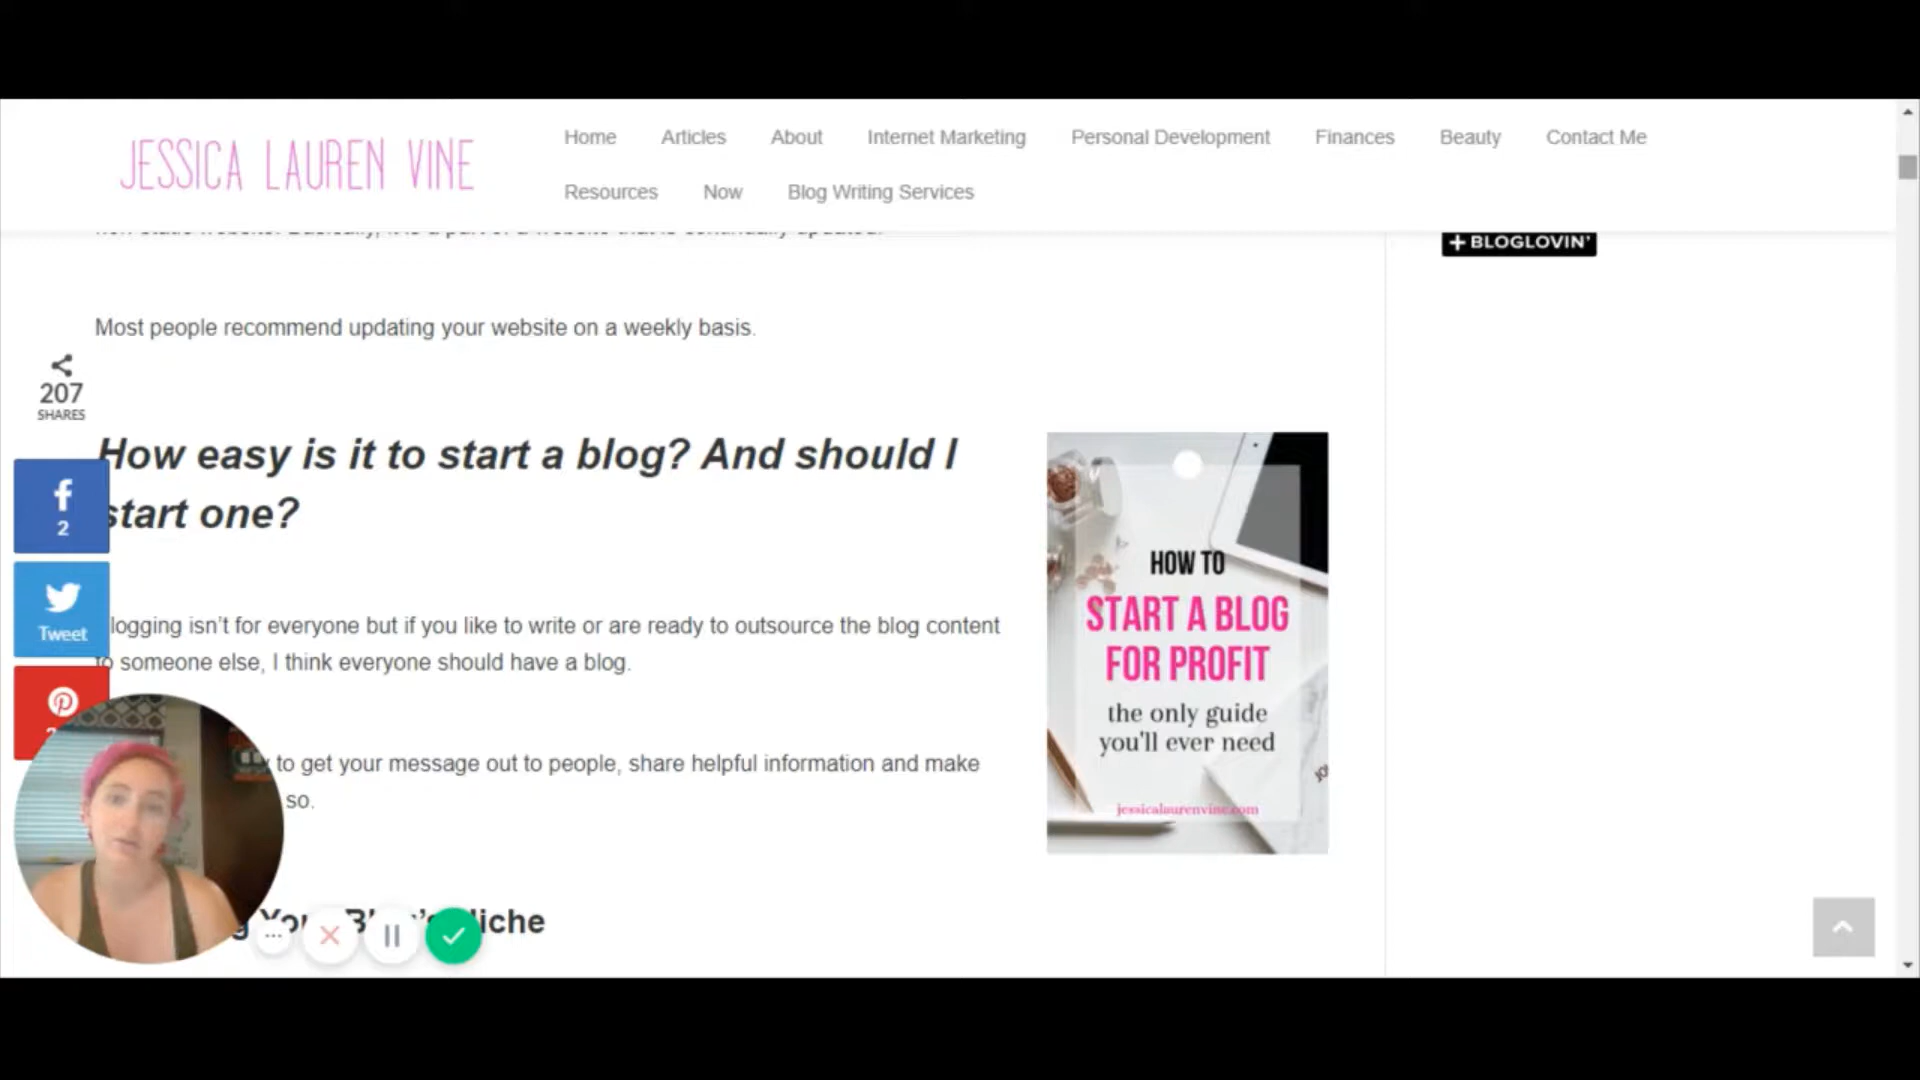 JESSICA LAUREN VINE
Home Articles About Internet Marketing Personal Development Finances Beauty Contact Me
Resources Now Blog Writing Services
+ BLOGLOVIN'
Most people recommend updating your website on a weekly basis.
207
SHARES
How easy is it to start a blog? And should I
start one?
2
Tweet
logging isn't for everyone but if you like to write or are ready to outsource the blog content
to someone else, I think everyone should have a blog.
to get your message out to people, share helpful information and make
so.
HOW TO
START A BLOG
FOR PROFIT
the only guide
you'll ever need
jessicalaurenvine.com